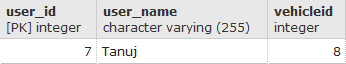 user_id user_name vehicleid
[PK] integer character varying (255) integer
7 Tanuj 8